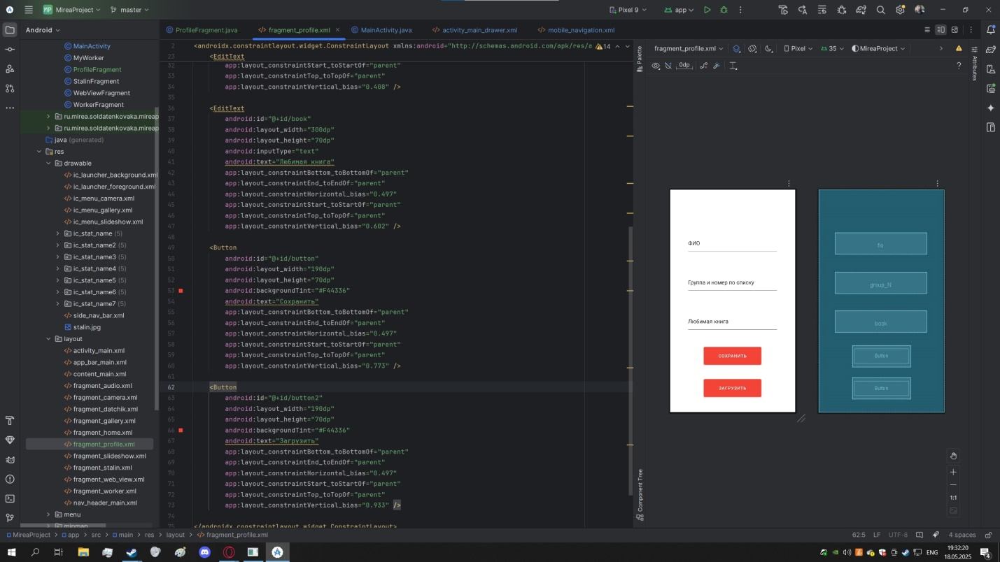 MP MireaProject
master
Pixel 9
app
Android
ProfileFragment.java
fragment_profile.xml
MainActivity.java
activity_main_drawer.xml
mobile_navigation.xml
MainActivity
MyWorker
ProfileFragment
StalinFragment
WebViewFragment
WorkerFragment
ru.mirea.soldatenkovaka.mireap
ru.mirea.soldatenkovaka.mireap
java (generated)
res
drawable
ic_launcher_background.xml
ic_launcher_foreground.xml
ic_menu_camera.xml
ic_menu_gallery.xml
ic_menu_slideshow.xml
ic_stat_name (5)
ic_stat_name2 (5)
ic_stat_name3 (5)
ic_stat_name4 (5)
ic_stat_name5 (5)
ic_stat_name6 (5)
ic_stat_name7 (5)
side_nav_bar.xml
stalin.jpg
layout
activity_main.xml
app_bar_main.xml
content_main.xml
fragment_audio.xml
fragment_camera.xml
fragment_datchik.xml
fragment_gallery.xml
fragment_home.xml
fragment_profile.xml
fragment_slideshow.xml
fragment_stalin.xml
fragment_web_view.xml
fragment_worker.xml
nav_header_main.xml
menu
mipmap
2 <androidx.constraintlayout.widget.ConstraintLayout xmlns:android="http://schemas.android.com/apk/res/a
14
23 <EditText
32 app:layout_constraintStart_toStartOf="parent"
33 app:layout_constraintTop_toTopOf="parent"
34 app:layout_constraintVertical_bias="0.408" />
35
36 <EditText
37 android:id="@+id/book"
38 android:layout_width="300dp"
39 android:layout_height="70dp"
40 android:inputType="text"
41 android:text="Любимая книга"
42 app:layout_constraintBottom_toBottomOf="parent"
43 app:layout_constraintEnd_toEndOf="parent"
44 app:layout_constraintHorizontal_bias="0.497"
45 app:layout_constraintStart_toStartOf="parent"
46 app:layout_constraintTop_toTopOf="parent"
47 app:layout_constraintVertical_bias="0.602" />
48
49 <Button
50 android:id="@+id/button"
51 android:layout_width="190dp"
52 android:layout_height="70dp"
53 android:backgroundTint="#F44336"
54 android:text="Сохранить"
55 app:layout_constraintBottom_toBottomOf="parent"
56 app:layout_constraintEnd_toEndOf="parent"
57 app:layout_constraintHorizontal_bias="0.497"
58 app:layout_constraintStart_toStartOf="parent"
59 app:layout_constraintTop_toTopOf="parent"
60 app:layout_constraintVertical_bias="0.773" />
61
62 <Button
63 android:id="@+id/button2"
64 android:layout_width="190dp"
65 android:layout_height="70dp"
66 android:backgroundTint="#F44336"
67 android:text="Загрузить"
68 app:layout_constraintBottom_toBottomOf="parent"
69 app:layout_constraintEnd_toEndOf="parent"
70 app:layout_constraintHorizontal_bias="0.497"
71 app:layout_constraintStart_toStartOf="parent"
72 app:layout_constraintTop_toTopOf="parent"
73 app:layout_constraintVertical_bias="0.933" />
74
75 </androidx.constraintlayout.widget.ConstraintLayout>
Palette
Component Tree
fragment_profile.xml
Pixel
35
MireaProject
0dp
?
Attributes
ФИО
Группа и номер по списку
Любимая книга
СОХРАНИТЬ
ЗАГРУЗИТЬ
fio
group_N
book
Button
Button
1:1
MireaProject > app > src > main > res > layout > fragment_profile.xml
62:5
LF
UTF-8
4 spaces
ENG
19:32:20
18.05.2025
4